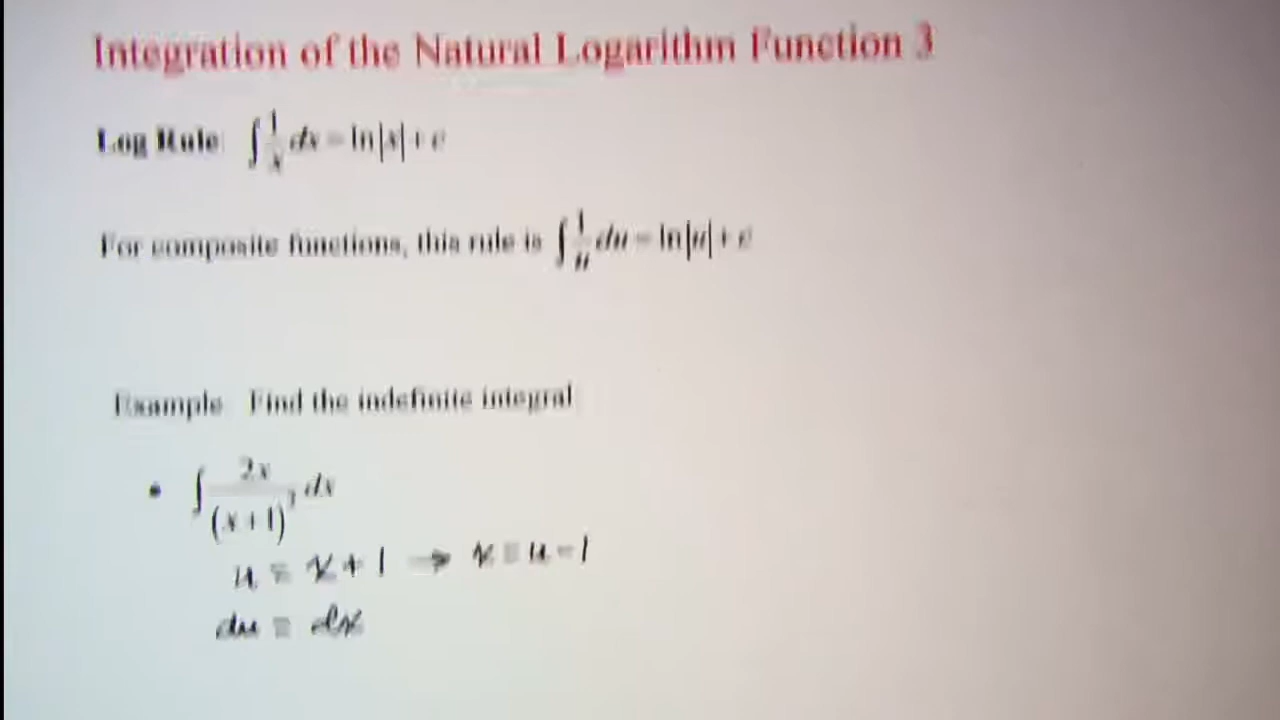 Integration of the Natural Logarithm Function 3
Log Rule: ∫ 1/x dx = ln|x| + c
For composite functions, this rule is ∫ 1/u du = ln|u| + c
Example Find the indefinite integral
• ∫ 2x/(x+1)² dx
u = x+1 → x = u-1
du = dx